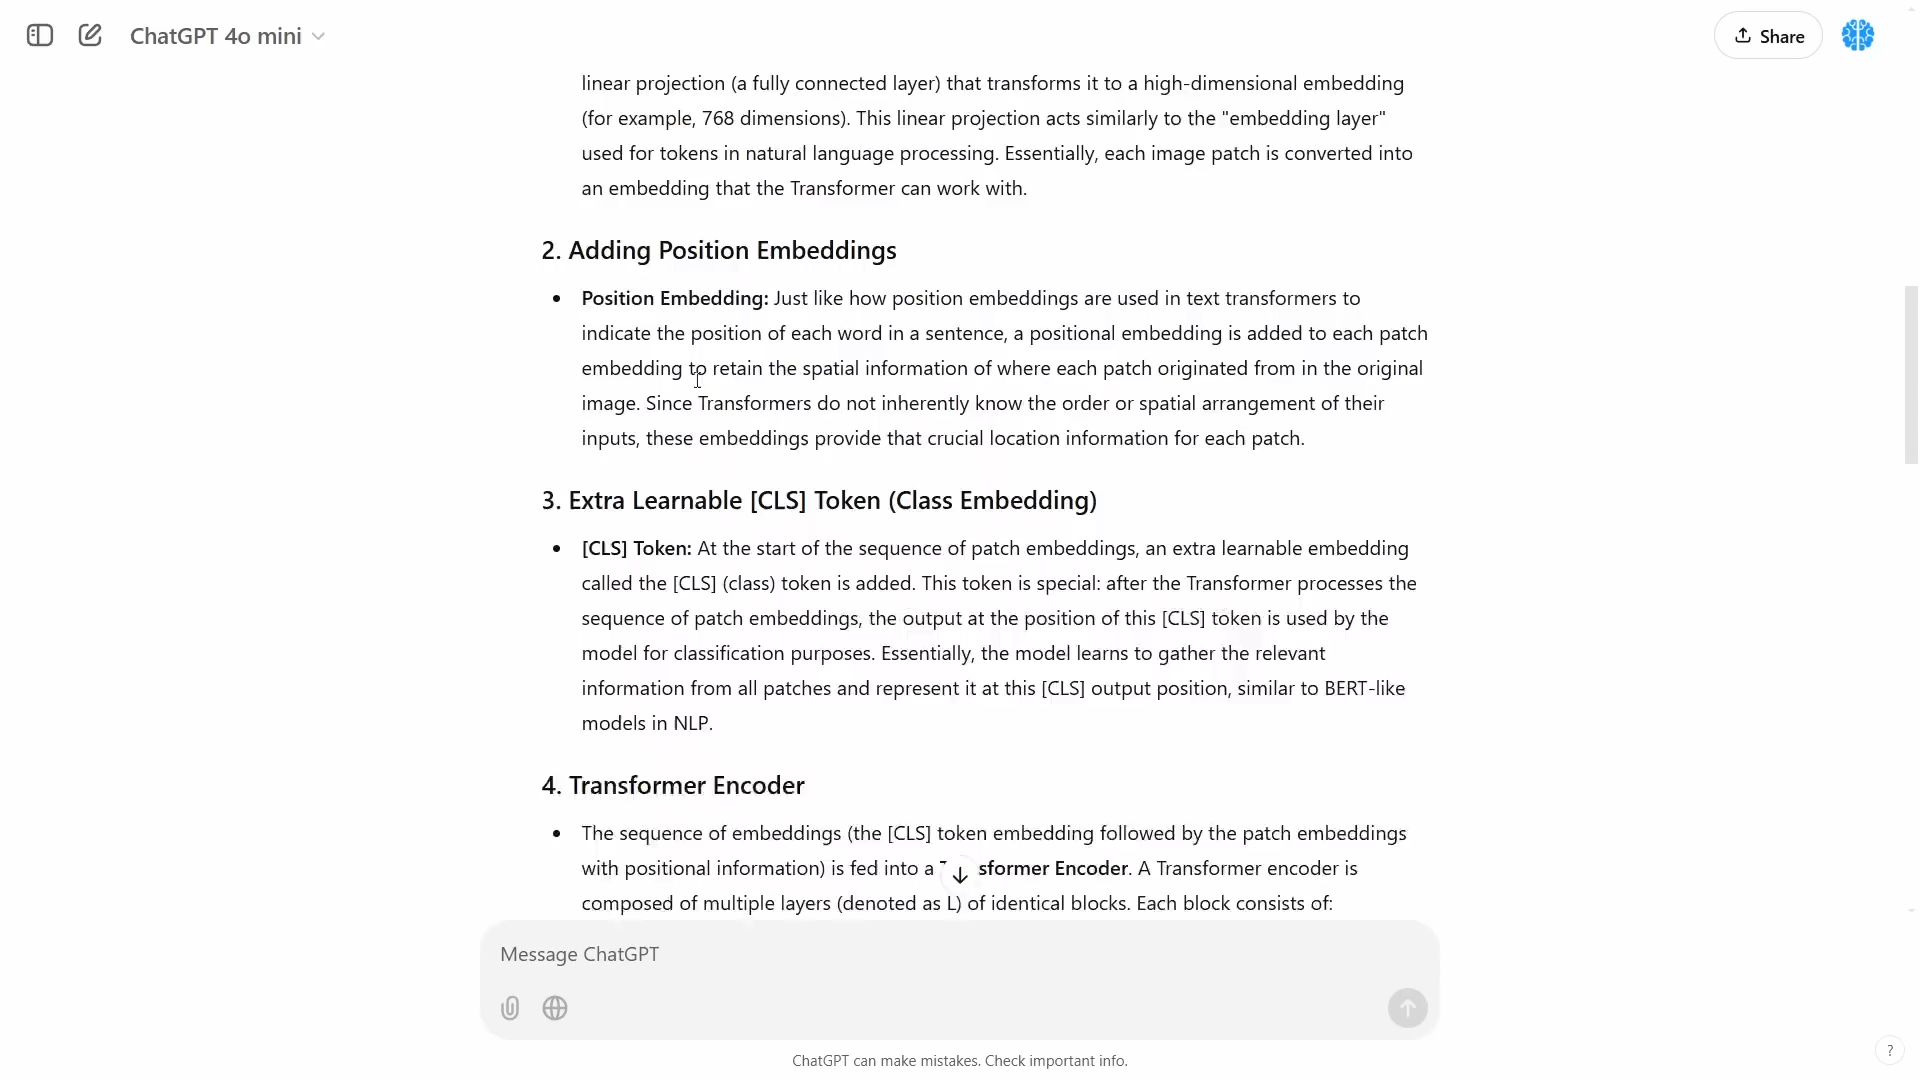 ChatGPT 4o mini
Share
linear projection (a fully connected layer) that transforms it to a high-dimensional embedding
(for example, 768 dimensions). This linear projection acts similarly to the "embedding layer"
used for tokens in natural language processing. Essentially, each image patch is converted into
an embedding that the Transformer can work with.
2. Adding Position Embeddings
• Position Embedding: Just like how position embeddings are used in text transformers to
indicate the position of each word in a sentence, a positional embedding is added to each patch
embedding to retain the spatial information of where each patch originated from in the original
image. Since Transformers do not inherently know the order or spatial arrangement of their
inputs, these embeddings provide that crucial location information for each patch.
3. Extra Learnable [CLS] Token (Class Embedding)
• [CLS] Token: At the start of the sequence of patch embeddings, an extra learnable embedding
called the [CLS] (class) token is added. This token is special: after the Transformer processes the
sequence of patch embeddings, the output at the position of this [CLS] token is used by the
model for classification purposes. Essentially, the model learns to gather the relevant
information from all patches and represent it at this [CLS] output position, similar to BERT-like
models in NLP.
4. Transformer Encoder
• The sequence of embeddings (the [CLS] token embedding followed by the patch embeddings
with positional information) is fed into a sformer Encoder. A Transformer encoder is
composed of multiple layers (denoted as L) of identical blocks. Each block consists of:
Message ChatGPT
ChatGPT can make mistakes. Check important info.
?